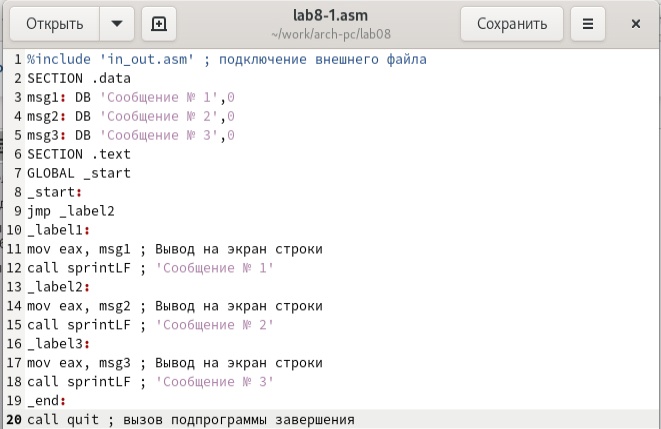 Открыть
lab8-1.asm
~/work/arch-pc/lab08
Сохранить
1 %include 'in_out.asm' ; подключение внешнего файла
2 SECTION .data
3 msg1: DB 'Сообщение № 1',0
4 msg2: DB 'Сообщение № 2',0
5 msg3: DB 'Сообщение № 3',0
6 SECTION .text
7 GLOBAL _start
8 _start:
9 jmp _label2
10 _label1:
11 mov eax, msg1 ; Вывод на экран строки
12 call sprintLF ; 'Сообщение № 1'
13 _label2:
14 mov eax, msg2 ; Вывод на экран строки
15 call sprintLF ; 'Сообщение № 2'
16 _label3:
17 mov eax, msg3 ; Вывод на экран строки
18 call sprintLF ; 'Сообщение № 3'
19 _end:
20 call quit ; вызов подпрограммы завершения